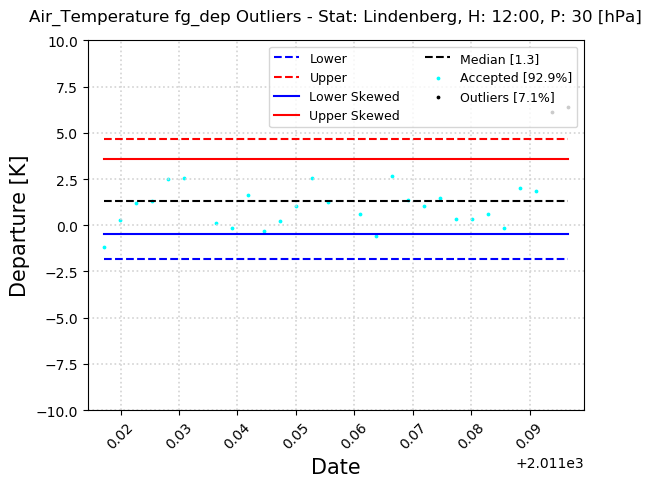 Air_Temperature fg_dep Outliers - Stat: Lindenberg, H: 12:00, P: 30 [hPa]
10.0
7.5
5.0
2.5
0.0
−2.5
−5.0
−7.5
−10.0
Departure [K]
Lower
Upper
Lower Skewed
Upper Skewed
Median [1.3]
Accepted [92.9%]
Outliers [7.1%]
0.02
0.03
0.04
0.05
0.06
0.07
0.08
0.09
+2.011e3
Date